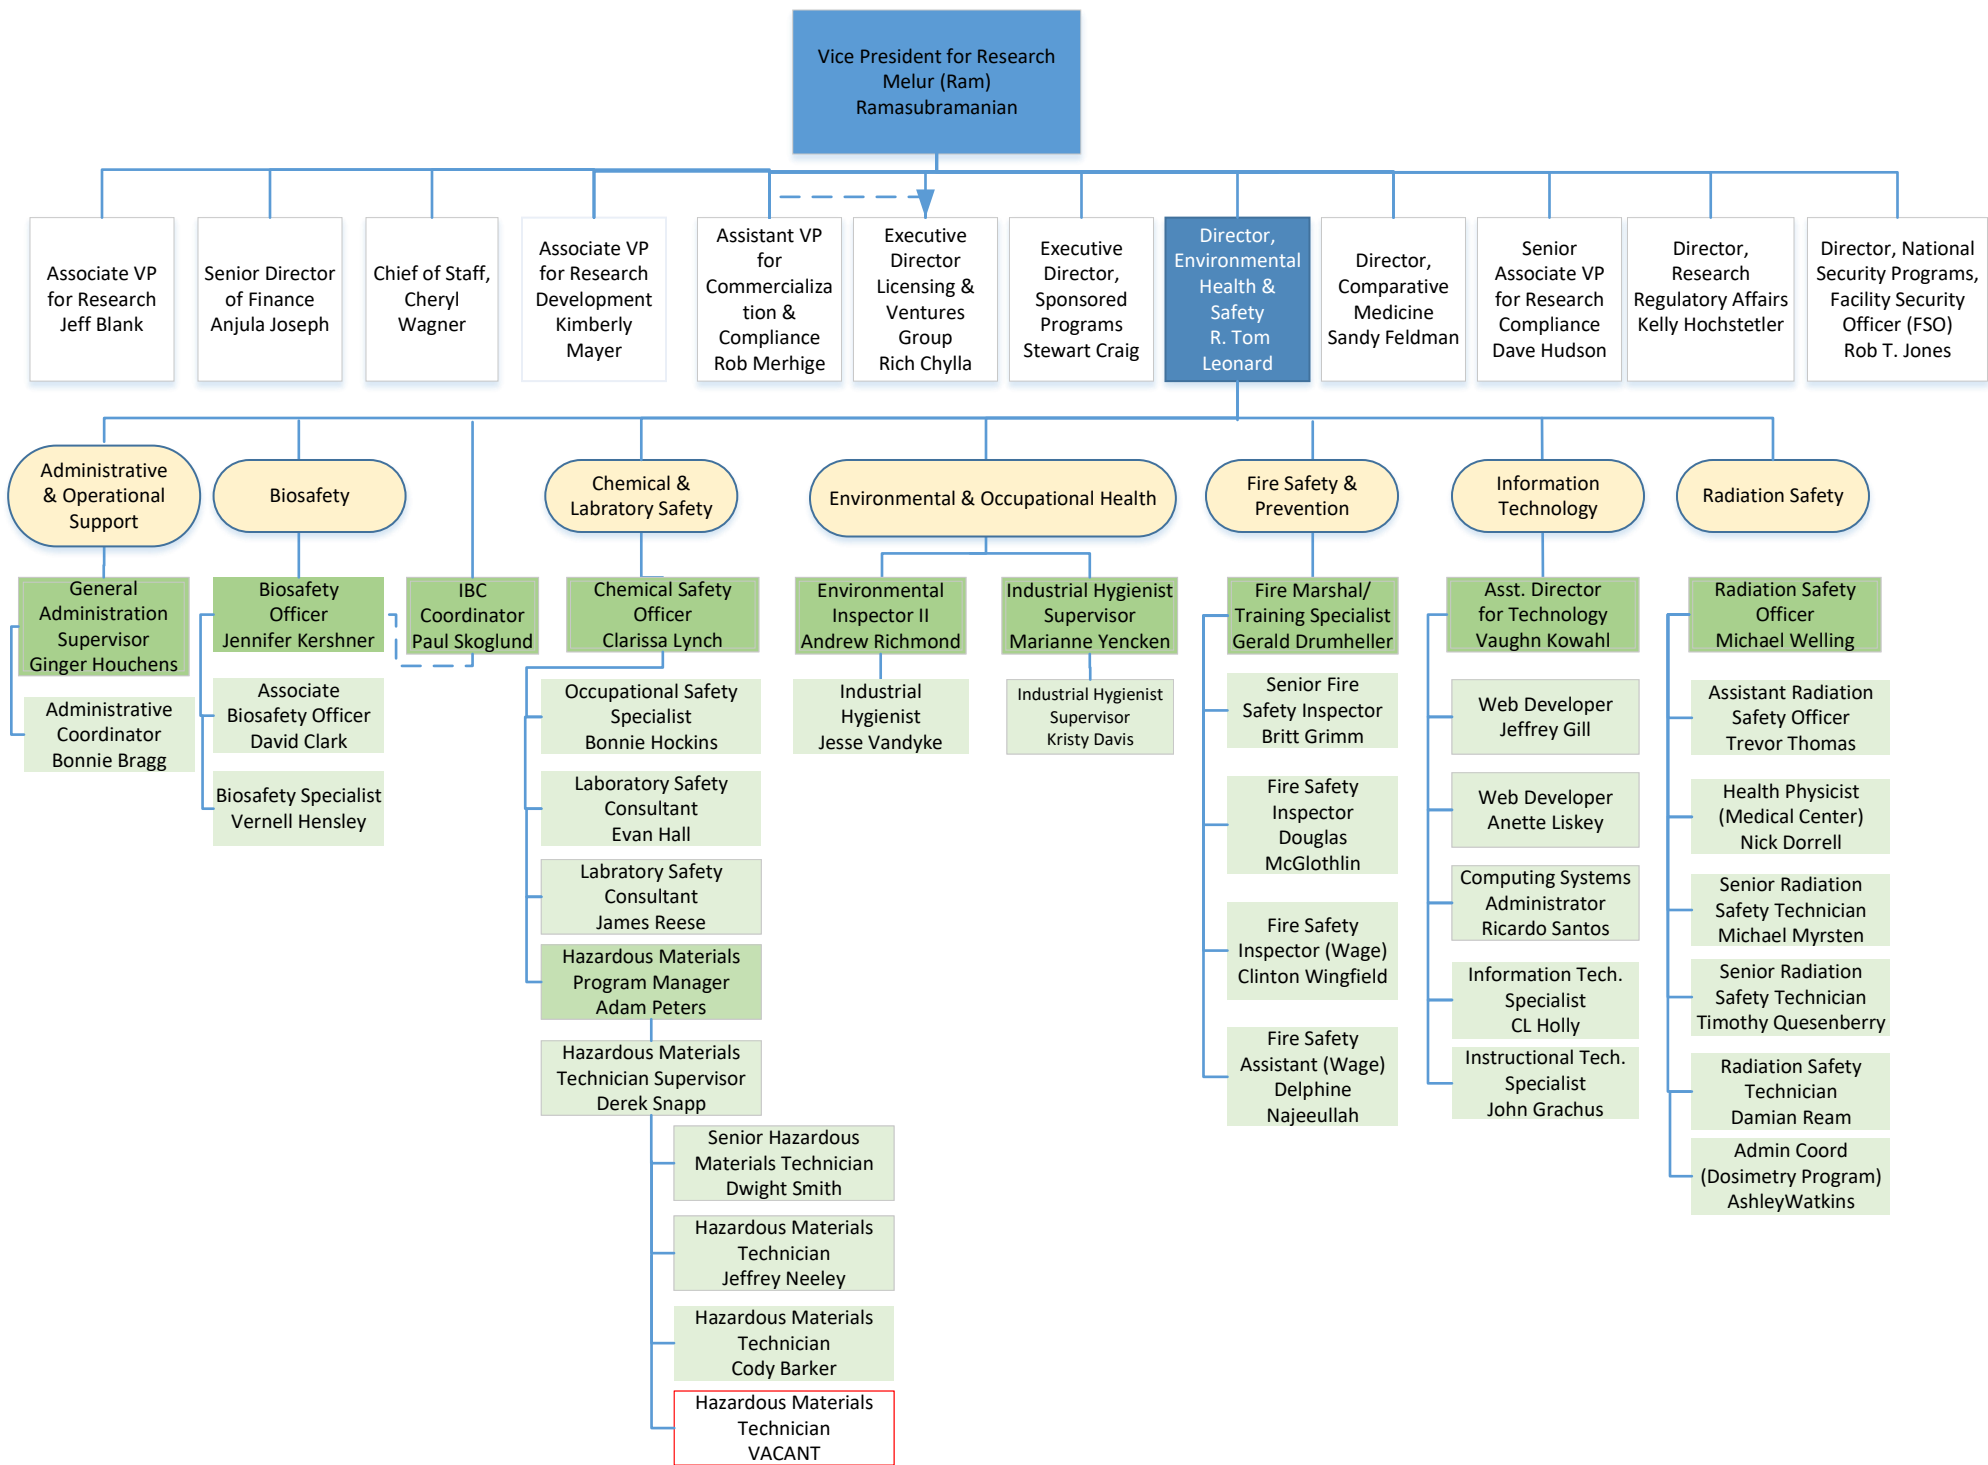 Vice President for Research
Melur (Ram)
Ramasubramanian
Associate VP
for Research
Jeff Blank
Senior Director
of Finance
Anjula Joseph
Chief of Staff,
Cheryl
Wagner
Associate VP
for Research
Development
Kimberly
Mayer
Assistant VP
for
Commercializa
tion &
Compliance
Rob Merhige
Executive
Director
Licensing &
Ventures
Group
Rich Chylla
Executive
Director,
Sponsored
Programs
Stewart Craig
Director,
Environmental
Health &
Safety
R. Tom
Leonard
Director,
Comparative
Medicine
Sandy Feldman
Senior
Associate VP
for Research
Compliance
Dave Hudson
Director,
Research
Regulatory Affairs
Kelly Hochstetler
Director, National
Security Programs,
Facility Security
Officer (FSO)
Rob T. Jones
Administrative
& Operational
Support
Biosafety
Chemical &
Labratory Safety
Environmental & Occupational Health
Fire Safety &
Prevention
Information
Technology
Radiation Safety
General
Administration
Supervisor
Ginger Houchens
Administrative
Coordinator
Bonnie Bragg
Biosafety
Officer
Jennifer Kershner
Associate
Biosafety Officer
David Clark
Biosafety Specialist
Vernell Hensley
IBC
Coordinator
Paul Skoglund
Chemical Safety
Officer
Clarissa Lynch
Occupational Safety
Specialist
Bonnie Hockins
Laboratory Safety
Consultant
Evan Hall
Labratory Safety
Consultant
James Reese
Hazardous Materials
Program Manager
Adam Peters
Hazardous Materials
Technician Supervisor
Derek Snapp
Senior Hazardous
Materials Technician
Dwight Smith
Hazardous Materials
Technician
Jeffrey Neeley
Hazardous Materials
Technician
Cody Barker
Hazardous Materials
Technician
VACANT
Environmental
Inspector II
Andrew Richmond
Industrial
Hygienist
Jesse Vandyke
Industrial Hygienist
Supervisor
Marianne Yencken
Industrial Hygienist
Supervisor
Kristy Davis
Fire Marshal/
Training Specialist
Gerald Drumheller
Senior Fire
Safety Inspector
Britt Grimm
Fire Safety
Inspector
Douglas
McGlothlin
Fire Safety
Inspector (Wage)
Clinton Wingfield
Fire Safety
Assistant (Wage)
Delphine
Najeeullah
Asst. Director
for Technology
Vaughn Kowahl
Web Developer
Jeffrey Gill
Web Developer
Anette Liskey
Computing Systems
Administrator
Ricardo Santos
Information Tech.
Specialist
CL Holly
Instructional Tech.
Specialist
John Grachus
Radiation Safety
Officer
Michael Welling
Assistant Radiation
Safety Officer
Trevor Thomas
Health Physicist
(Medical Center)
Nick Dorrell
Senior Radiation
Safety Technician
Michael Myrsten
Senior Radiation
Safety Technician
Timothy Quesenberry
Radiation Safety
Technician
Damian Ream
Admin Coord
(Dosimetry Program)
AshleyWatkins